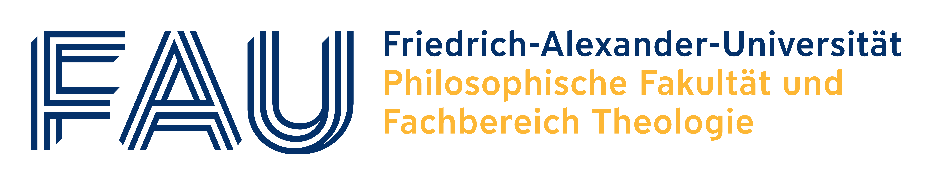 FAU
Friedrich-Alexander-Universität
Philosophische Fakultät und
Fachbereich Theologie